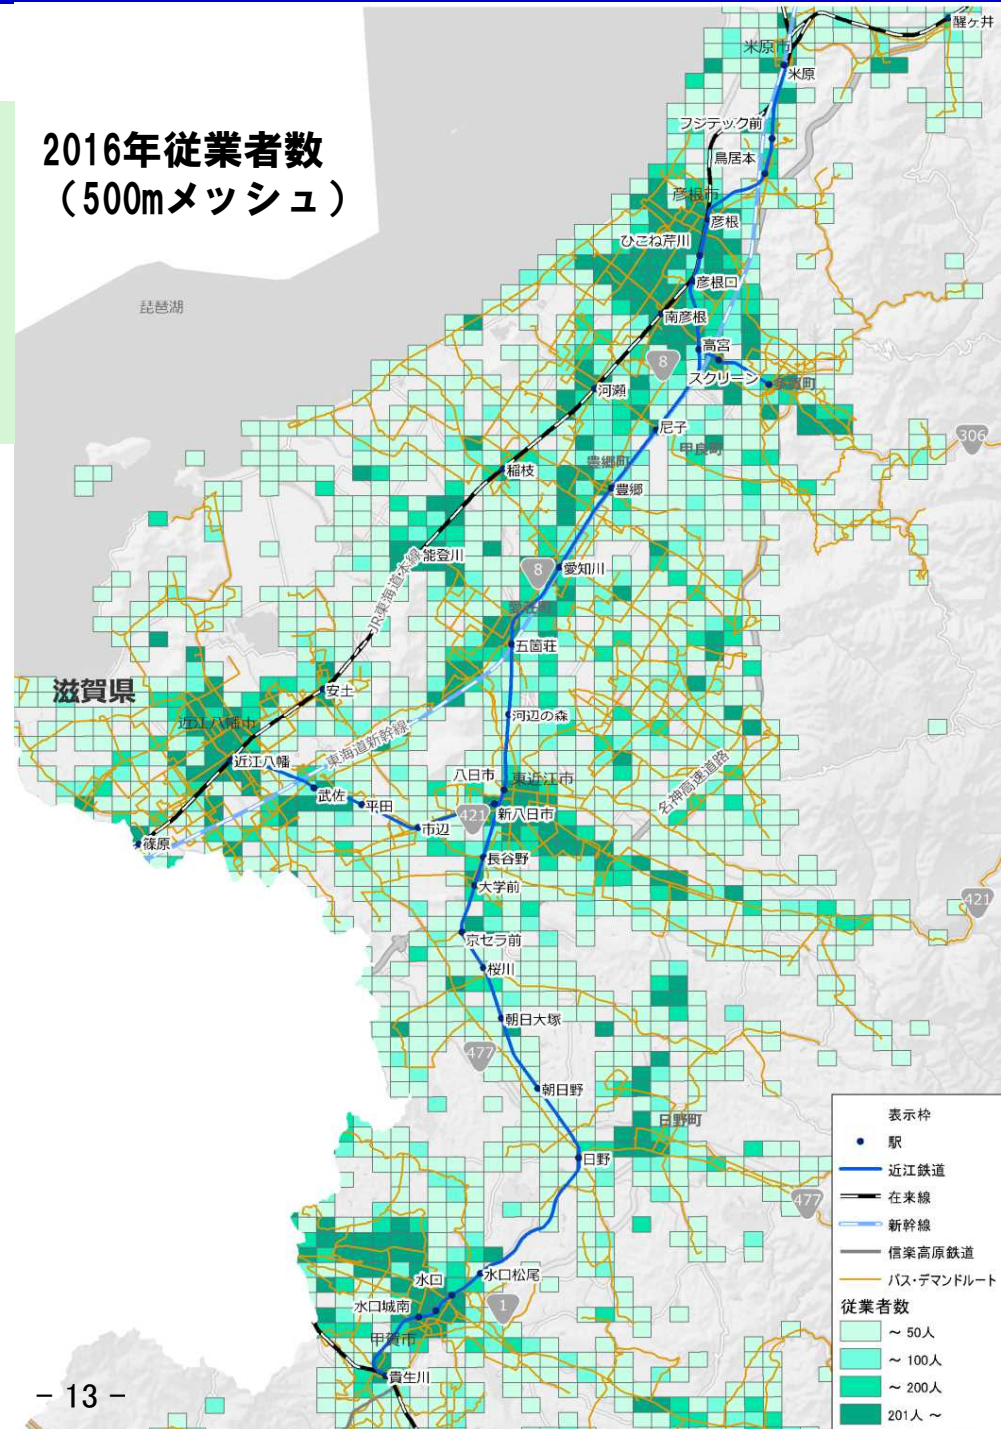 2016年従業者数
（500mメッシュ）
醒ヶ井
米原市
米原
フジテック前
鳥居本
彦根市
彦根
ひこね芹川
彦根口
琵琶湖
南彦根
高宮
8
スクリーン
多賀町
河瀬
尼子
306
甲良町
豊郷町
稲枝
豊郷
能登川
8
愛知川
JR東海道本線
愛荘町
五箇荘
滋賀県
安土
河辺の森
近江八幡市
東海道新幹線
近江八幡
八日市
東近江市
名神高速道路
武佐
平田
421
新八日市
市辺
篠原
長谷野
大学前
421
京セラ前
桜川
朝日大塚
477
朝日野
日野町
日野
477
水口
水口松尾
水口城南
1
甲賀市
貴生川
表示枠
駅
近江鉄道
在来線
新幹線
信楽高原鉄道
バス・デマンドルート
従業者数
～ 50人
～ 100人
～ 200人
201人 ～
- 13 -